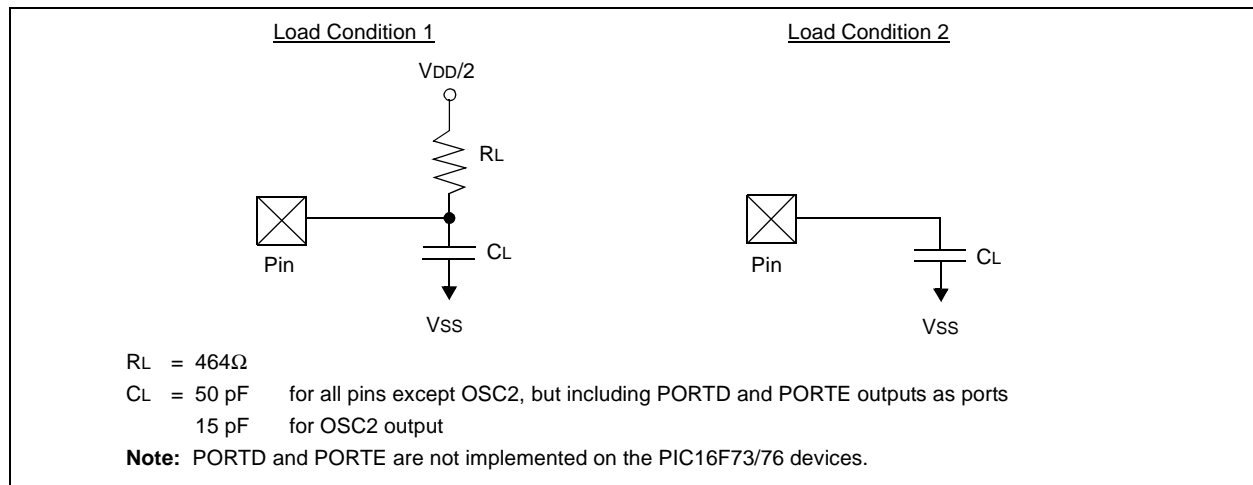 Load Condition 1
Load Condition 2
VDD/2
RL
Pin
CL
VSS
Pin
CL
VSS
RL = 464Ω
CL = 50 pF for all pins except OSC2, but including PORTD and PORTE outputs as ports
15 pF for OSC2 output
Note: PORTD and PORTE are not implemented on the PIC16F73/76 devices.